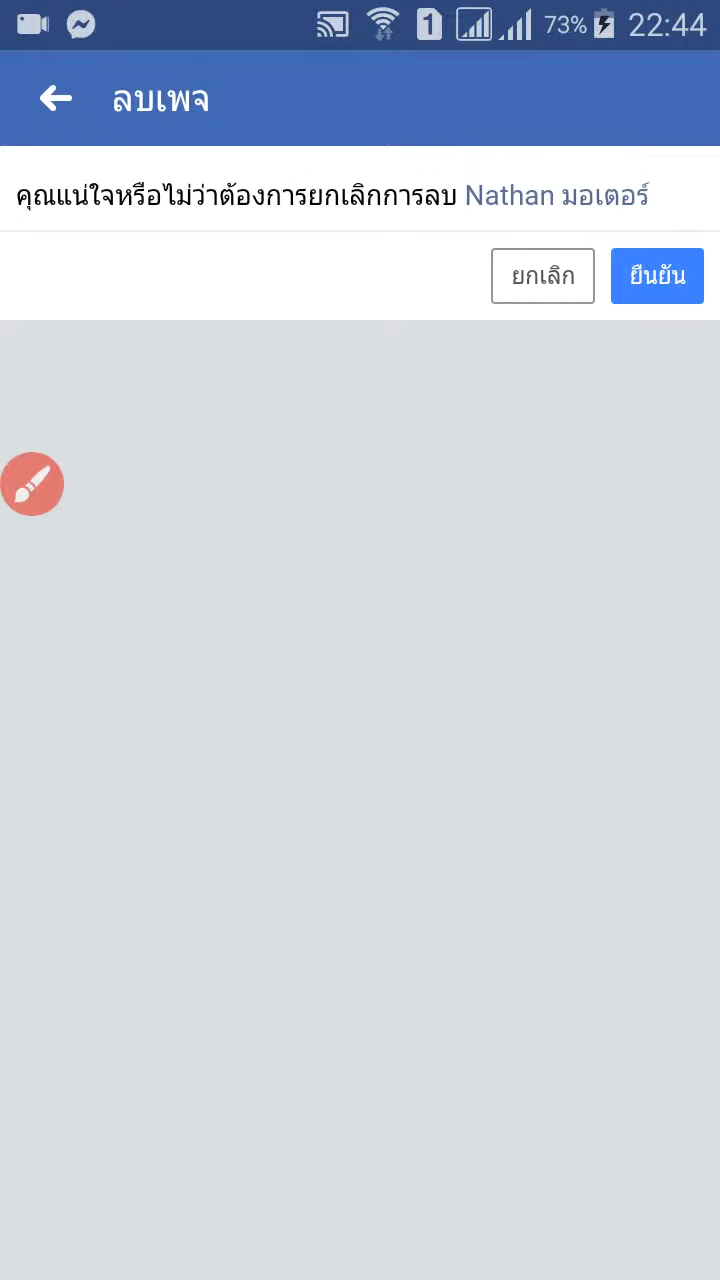 1 73% 22:44
ลบเพจ
คุณแน่ใจหรือไม่ว่าต้องการยกเลิกการลบ Nathan มอเตอร์
ยกเลิก ยืนยัน